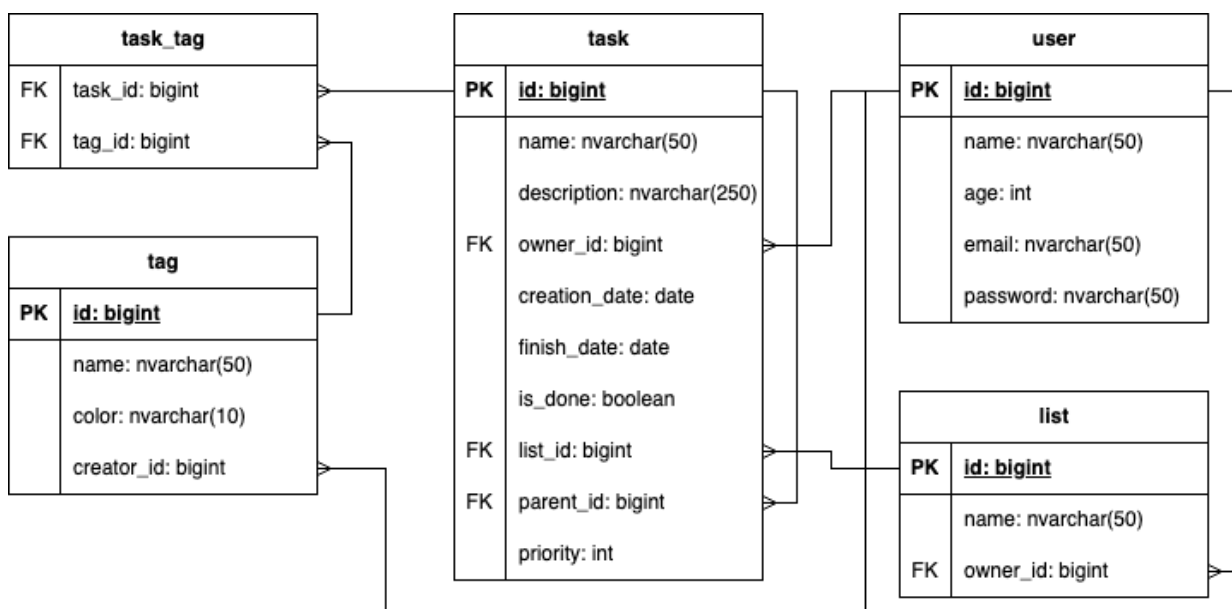 task_tag
FK task_id: bigint
FK tag_id: bigint
tag
PK id: bigint
name: nvarchar(50)
color: nvarchar(10)
creator_id: bigint
task
PK id: bigint
name: nvarchar(50)
description: nvarchar(250)
FK owner_id: bigint
creation_date: date
finish_date: date
is_done: boolean
FK list_id: bigint
FK parent_id: bigint
priority: int
user
PK id: bigint
name: nvarchar(50)
age: int
email: nvarchar(50)
password: nvarchar(50)
list
PK id: bigint
name: nvarchar(50)
FK owner_id: bigint